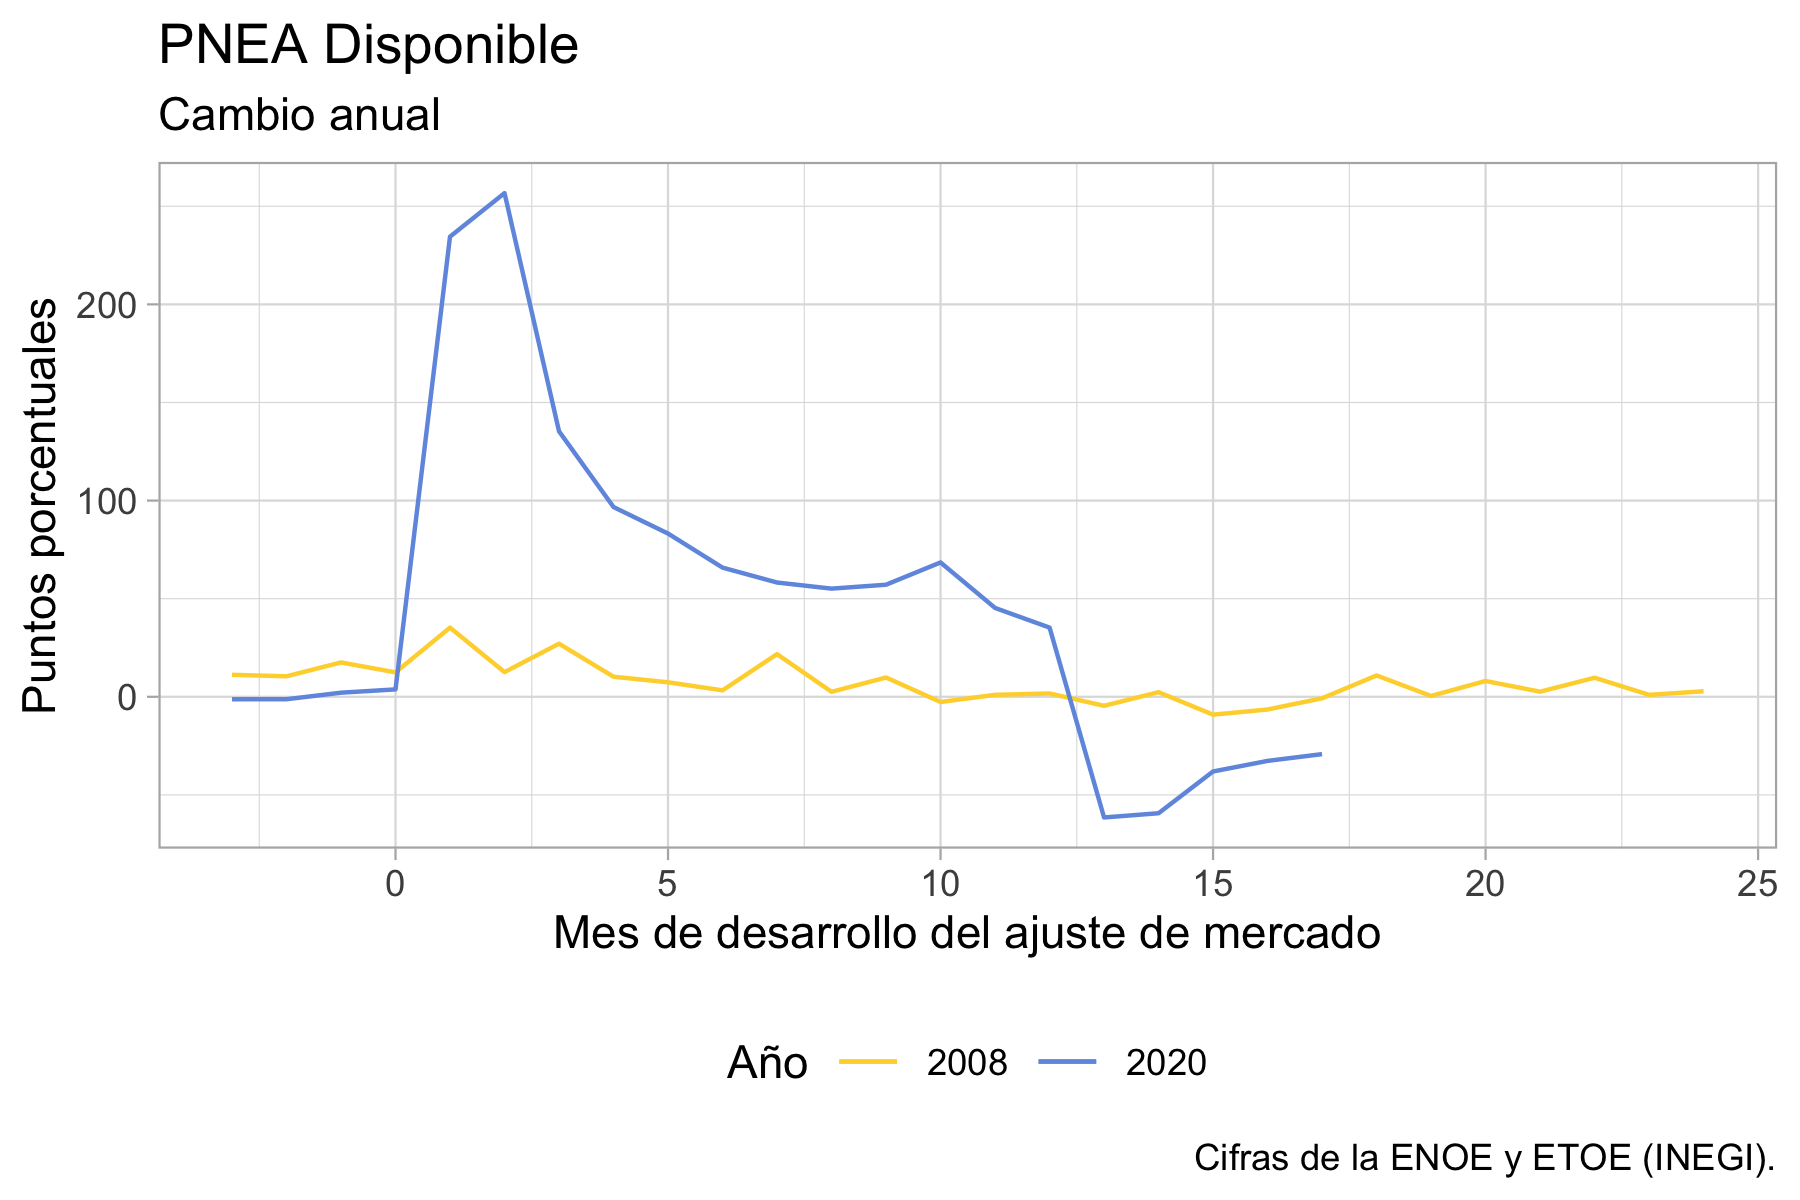 PNEA Disponible
Cambio anual
Puntos porcentuales
200
100
0
0 5 10 15 20 25
Mes de desarrollo del ajuste de mercado
Año 2008 2020
Cifras de la ENOE y ETOE (INEGI).